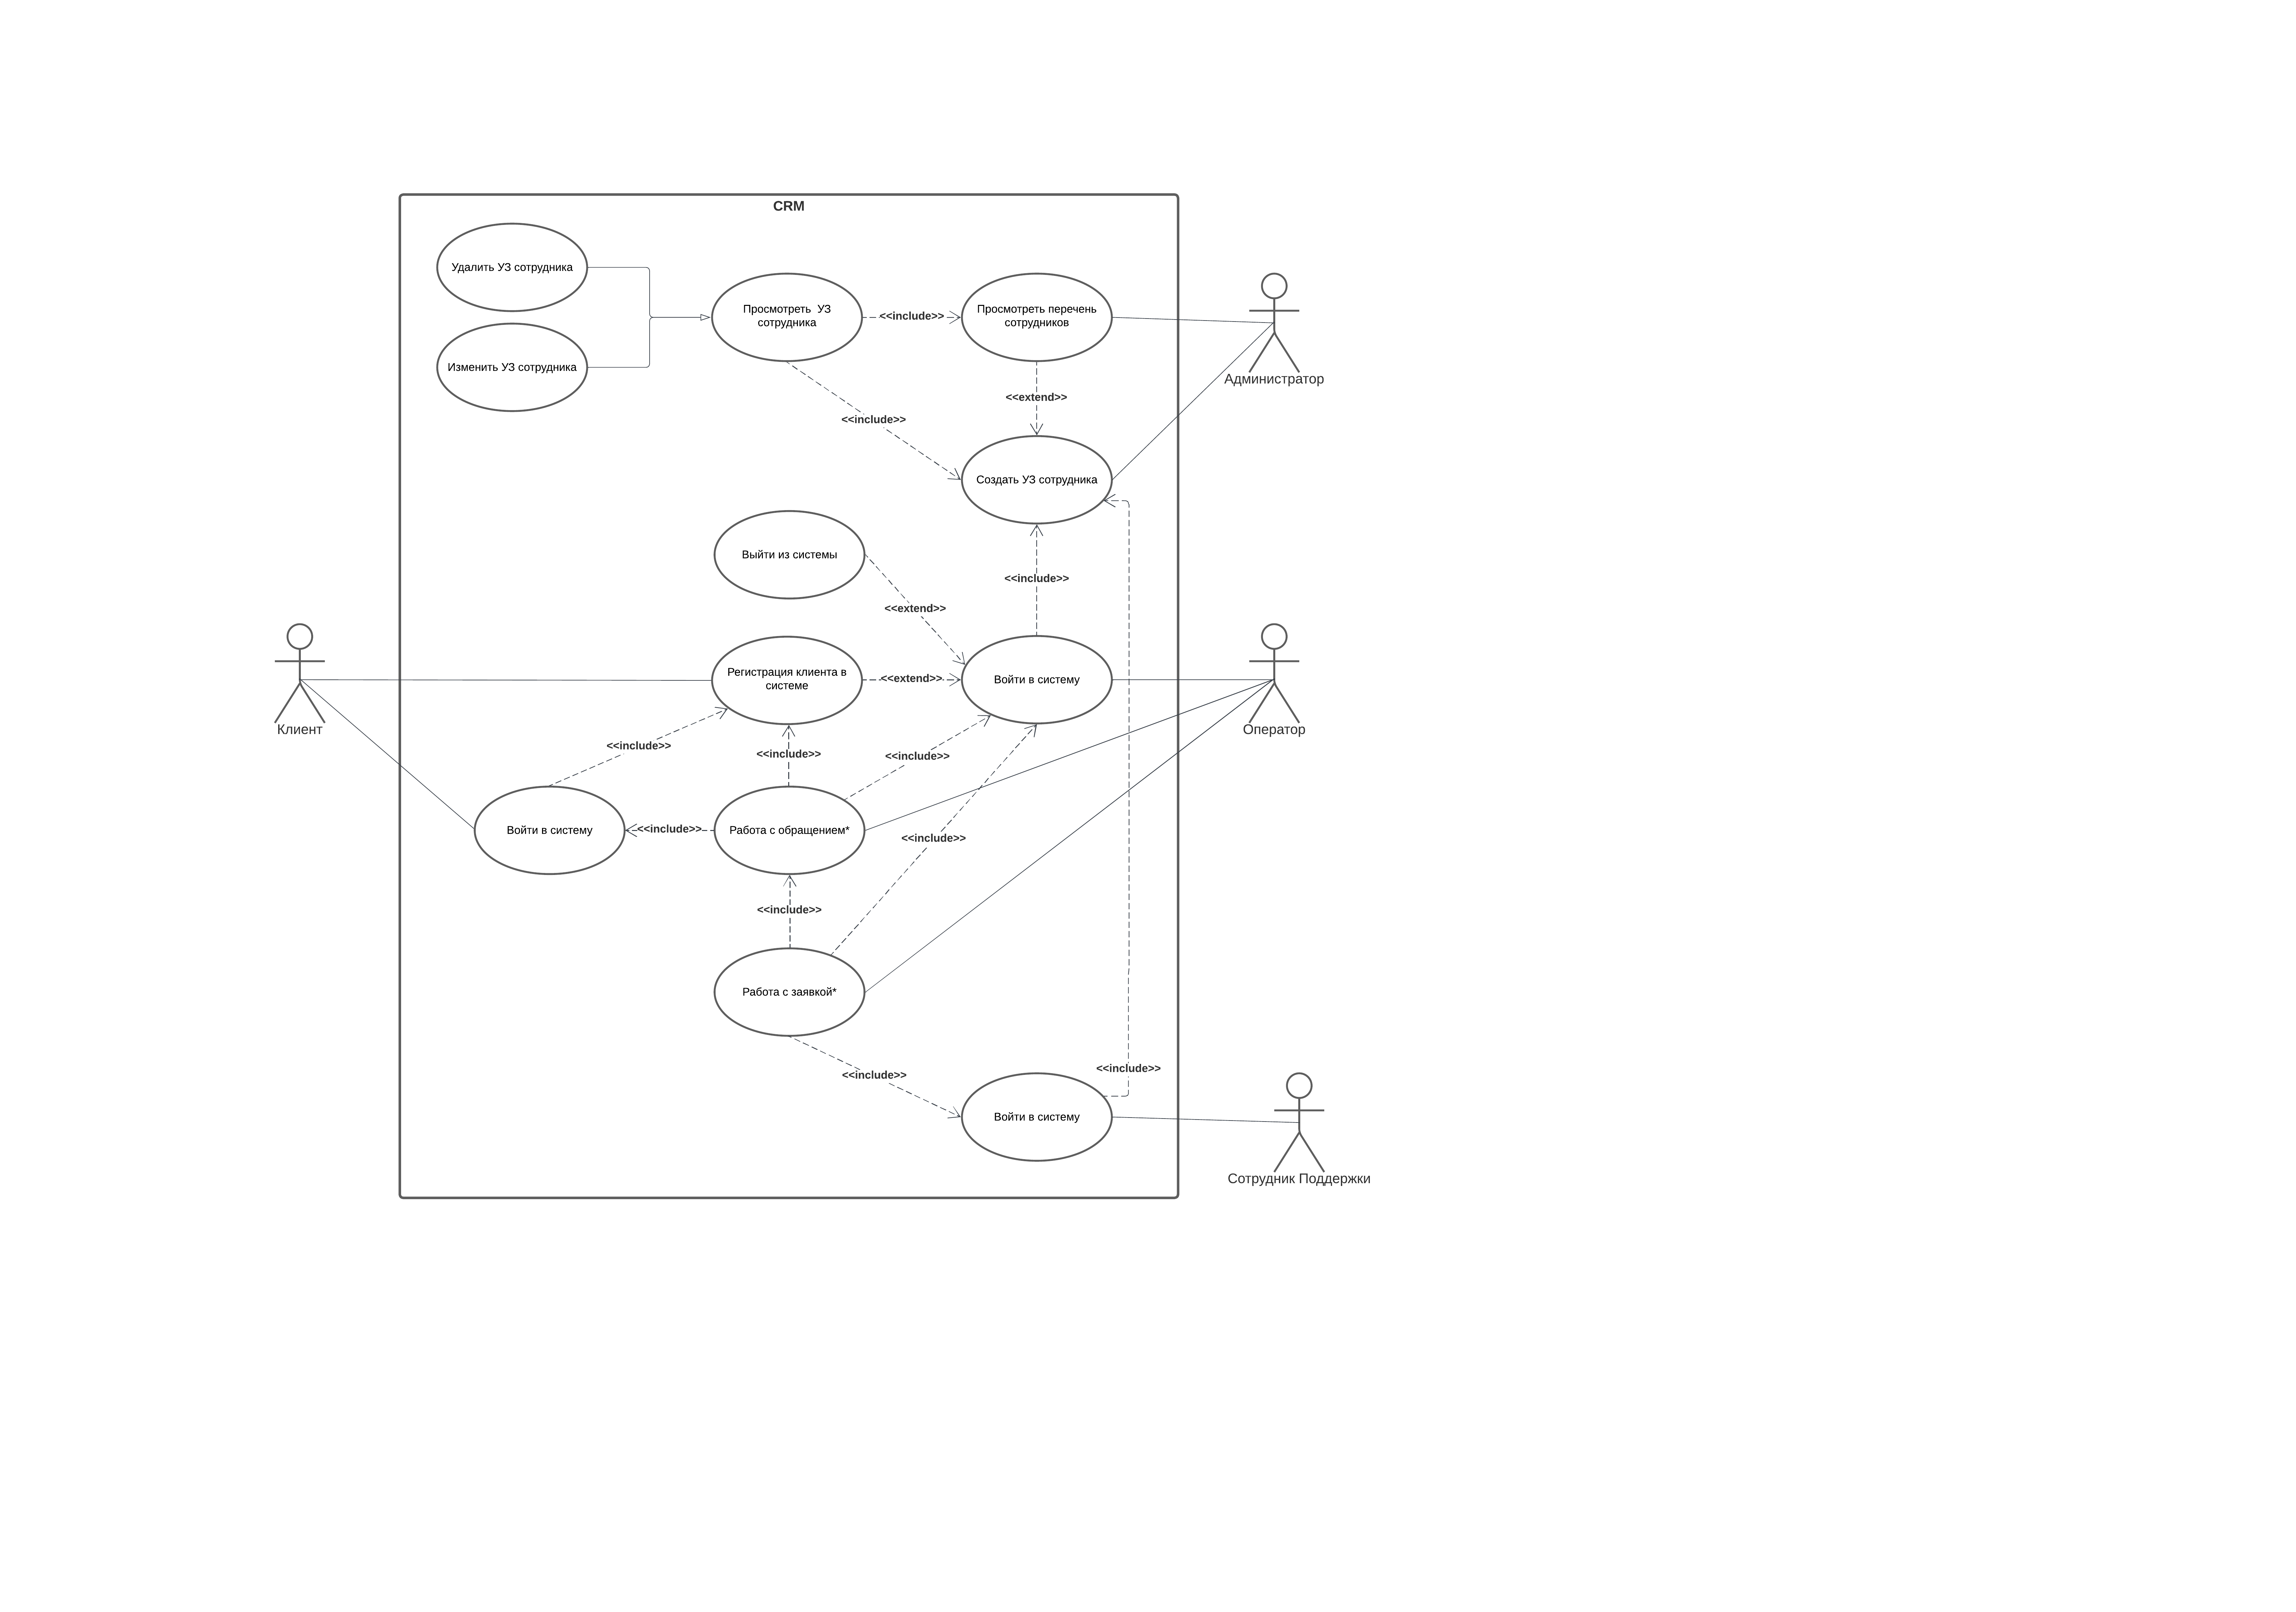 CRM
Удалить УЗ сотрудника
Просмотреть  УЗ
сотрудника
<<include>>
Просмотреть перечень
сотрудников
Изменить УЗ сотрудника
Администратор
<<extend>>
<<include>>
Создать УЗ сотрудника
Выйти из системы
<<include>>
<<extend>>
Регистрация клиента в
системе
<<extend>>
Войти в систему
Клиент
Оператор
<<include>>
<<include>>
<<include>>
Войти в систему
<<include>>
Работа с обращением*
<<include>>
<<include>>
Работа с заявкой*
<<include>>
<<include>>
Войти в систему
Сотрудник Поддержки